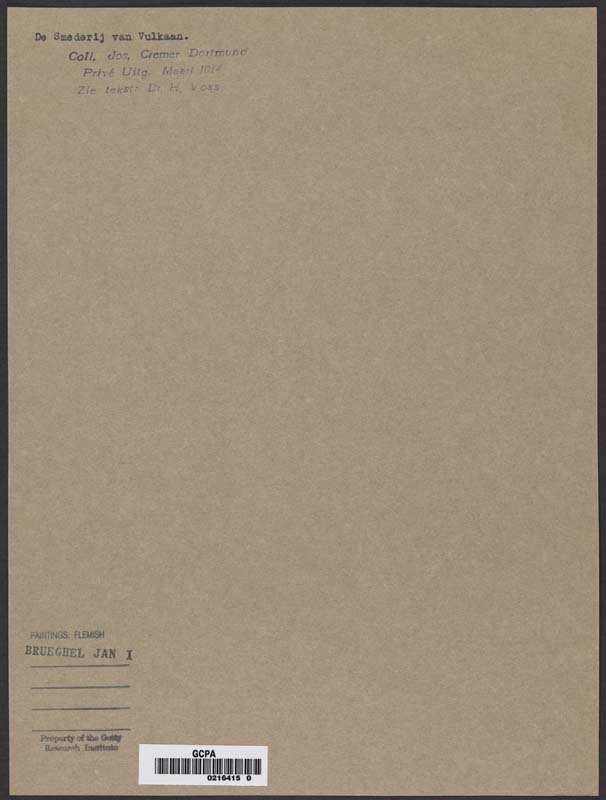 De Smederij van Vulkaan.
Coll. Jos. Cremer Dortmund
Privé Uitg. Maart 1914
Zie tekst: Dr. H. Voss
PAINTINGS: FLEMISH
BRUEGHEL JAN I
Property of the Getty
Research Institute
GCPA
0216415 0